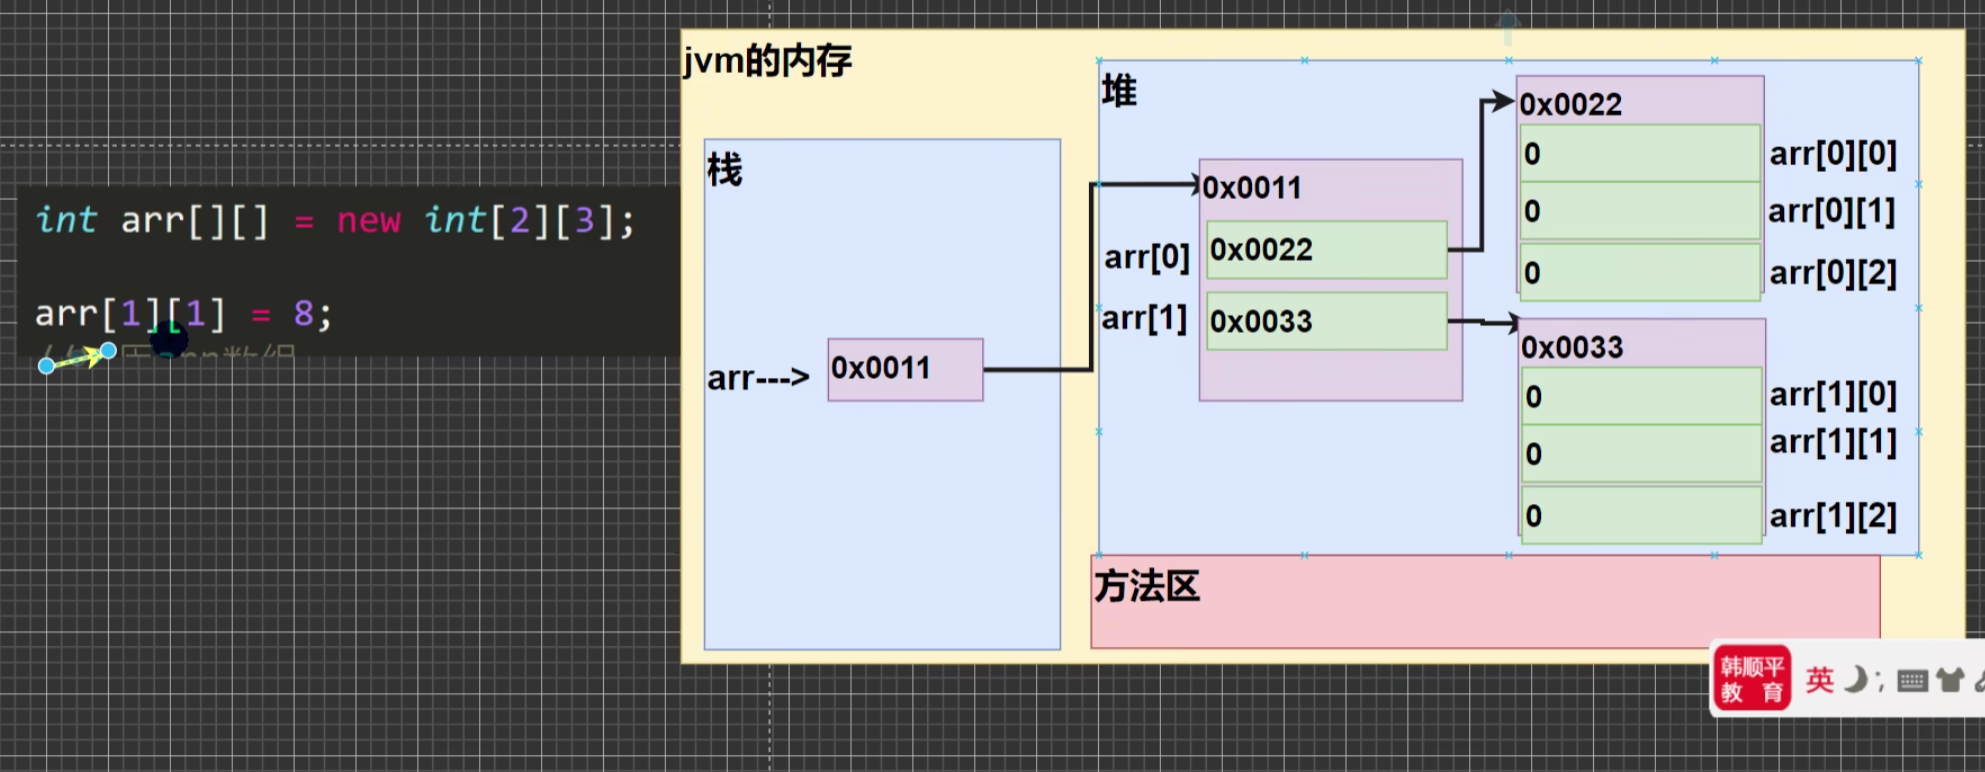 int arr[][] = new int[2][3];
arr[1][1] = 8;
jvm的内存
栈
arr--->
0x0011
堆
0x0011
arr[0]
0x0022
arr[1]
0x0033
0x0022
0
arr[0][0]
0
arr[0][1]
0
arr[0][2]
0x0033
0
arr[1][0]
0
arr[1][1]
0
arr[1][2]
方法区
韩顺平
教 育
英